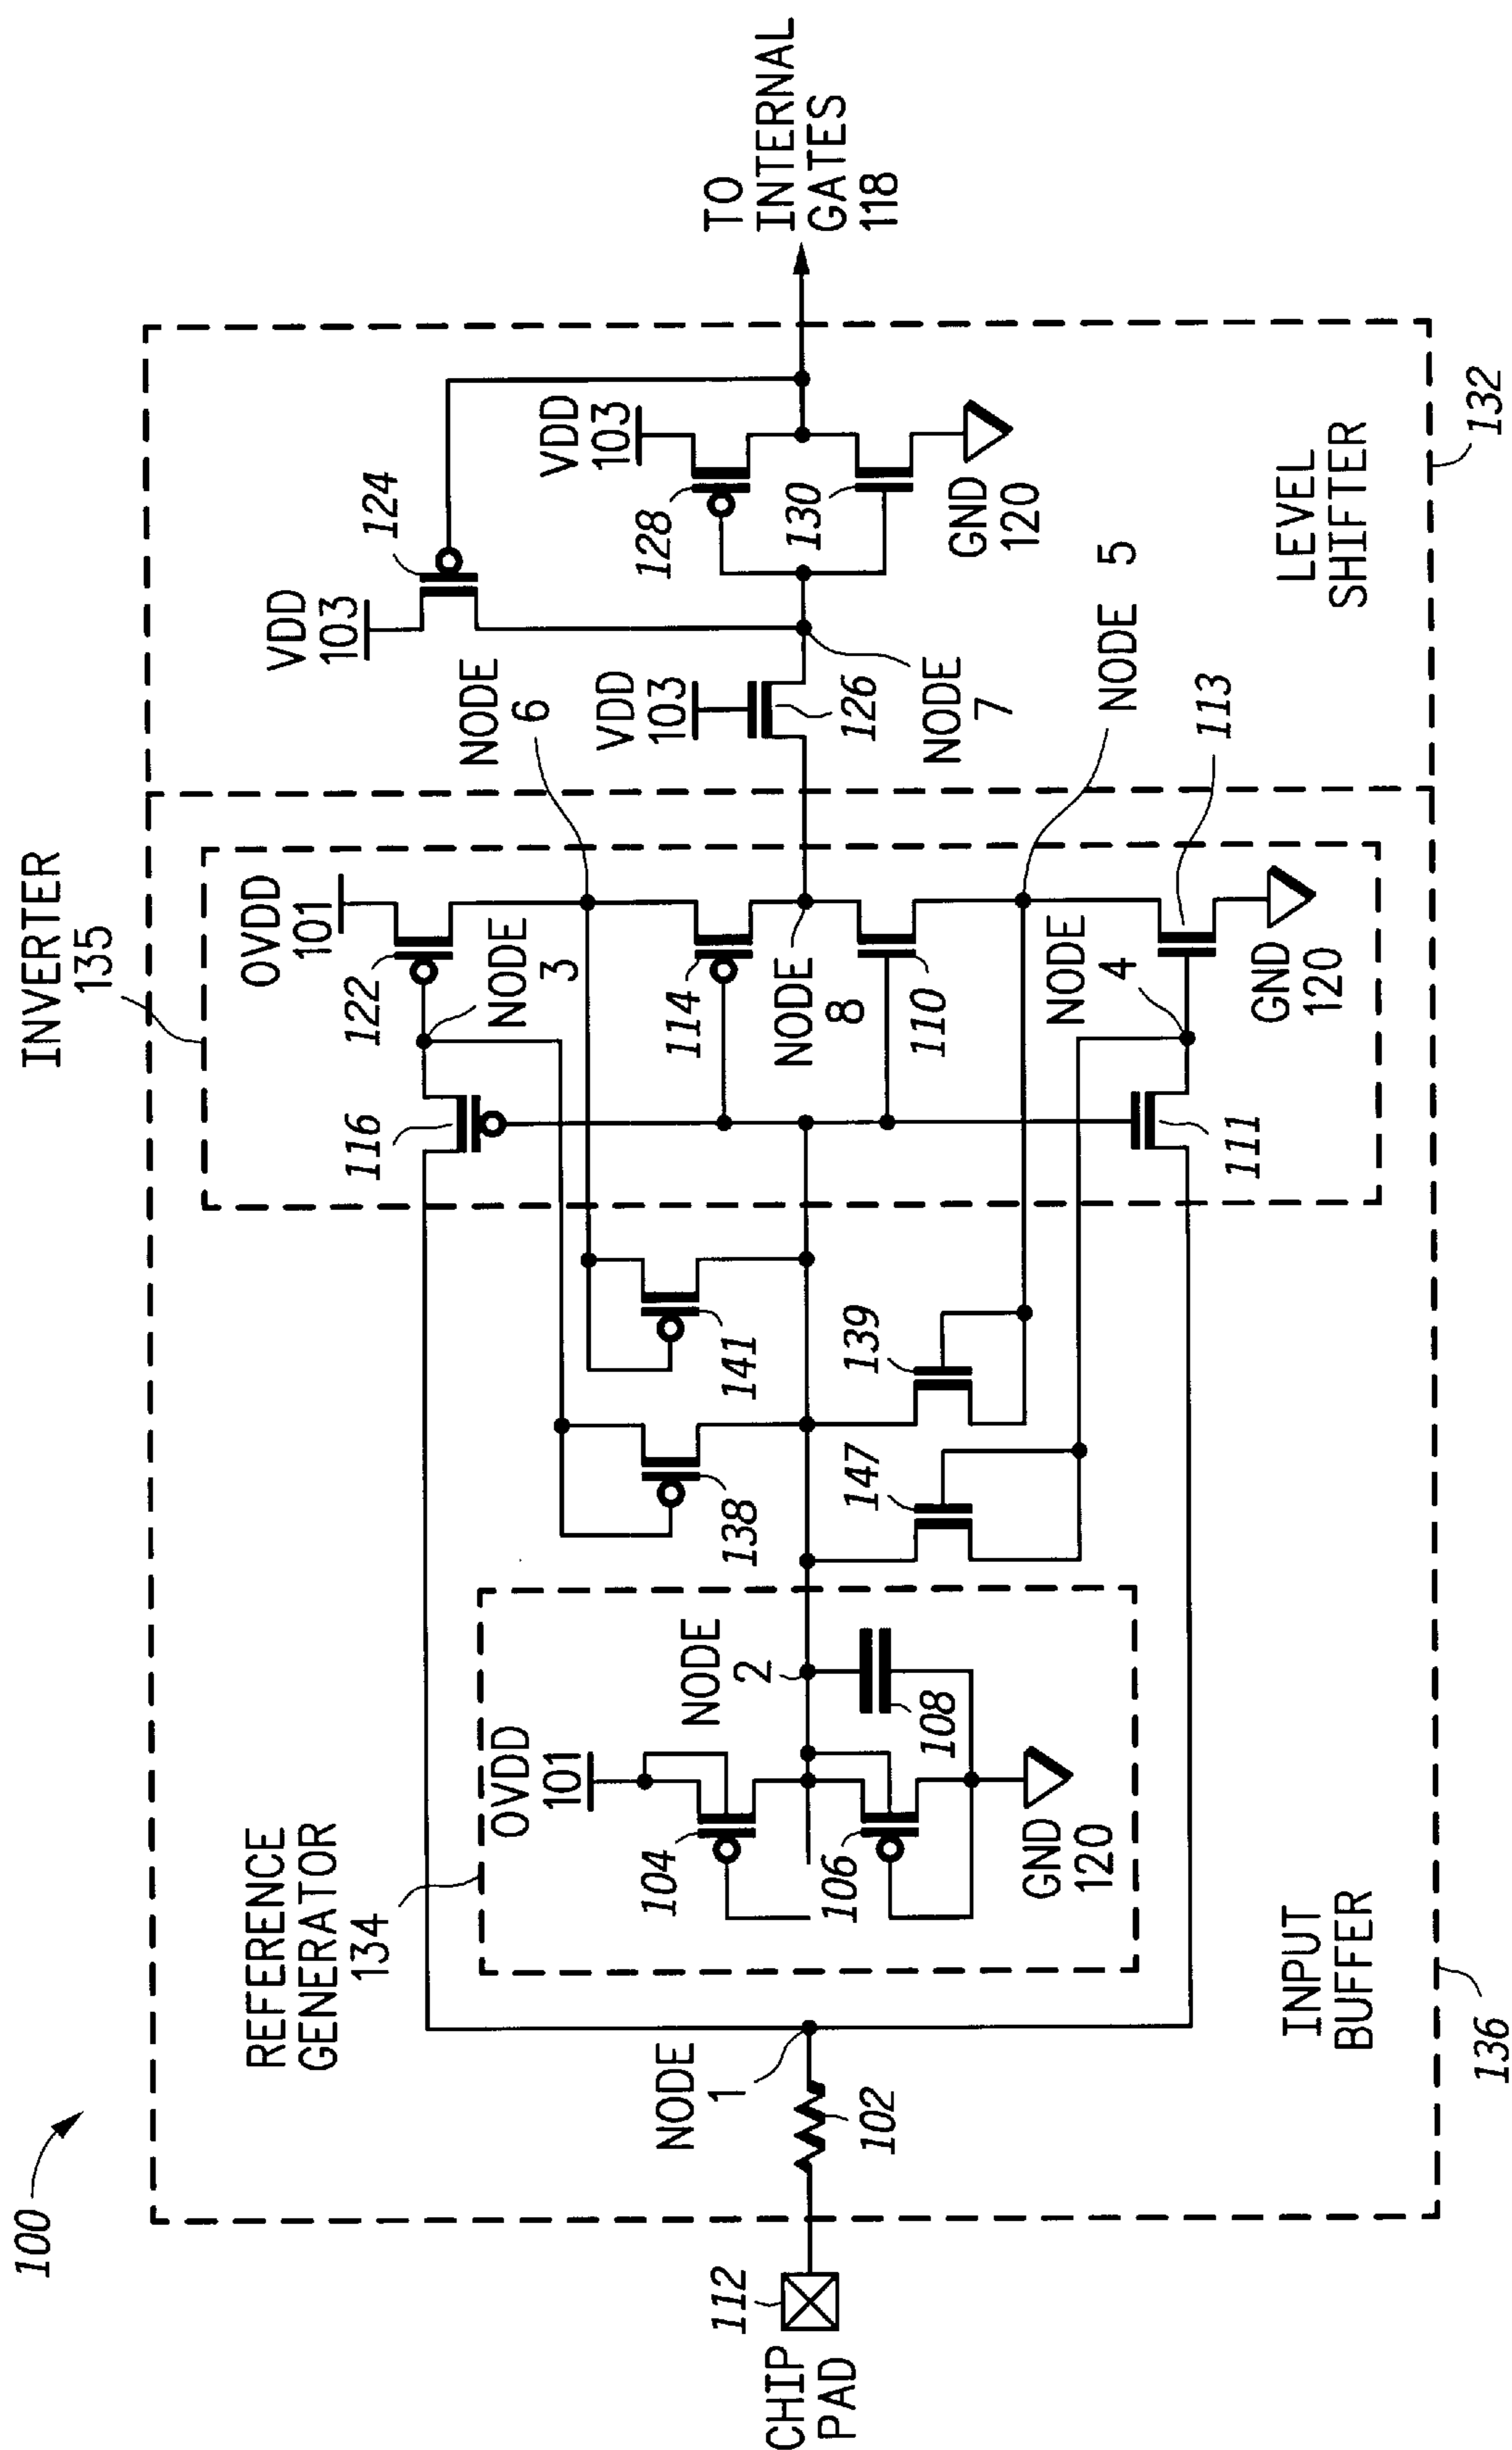 100
CHIP
PAD
112
102
NODE
1
REFERENCE
GENERATOR
134
OVDD
101
104
106
108
NODE
2
GND
120
INPUT
BUFFER
136
138
141
147
139
INVERTER
135
116
111
OVDD
101
122
NODE
3
114
NODE
8
110
NODE
4
113
GND
120
NODE
6
NODE
5
VDD
103
126
NODE
7
VDD
103
124
VDD
103
128
130
GND
120
LEVEL
SHIFTER
132
TO
INTERNAL
GATES
118